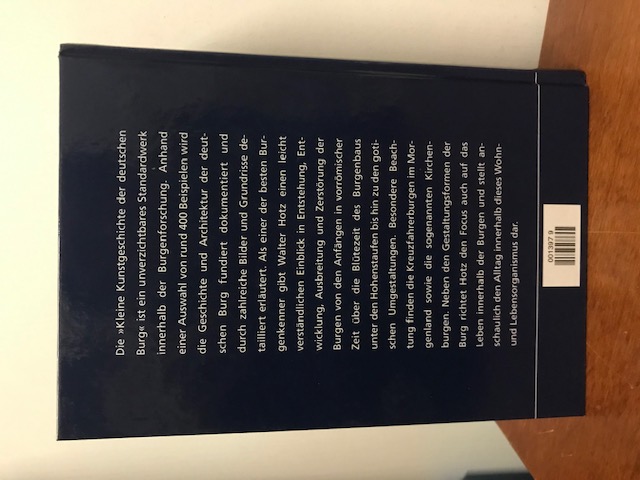 Die »Kleine Kunstgeschichte der deutschen
Burg« ist ein unverzichtbares Standardwerk
innerhalb der Burgenforschung. Anhand
einer Auswahl von rund 400 Beispielen wird
die Geschichte und Architektur der deut-
schen Burg fundiert dokumentiert und
durch zahlreiche Bilder und Grundrisse de-
tailliert erläutert. Als einer der besten Bur-
genkenner gibt Walter Hotz einen leicht
verständlichen Einblick in Entstehung, Ent-
wicklung, Ausbreitung und Zerstörung der
Burgen von den Anfängen in vorrömischer
Zeit über die Blütezeit des Burgenbaus
unter den Hohenstaufen bis hin zu den goti-
schen Umgestaltungen. Besondere Beach-
tung finden die Kreuzfahrerburgen im Mor-
genland sowie die sogenannten Kirchen-
burgen. Neben den Gestaltungsformen der
Burg richtet Hotz den Focus auch auf das
Leben innerhalb der Burgen und stellt an-
schaulich den Alltag innerhalb dieses Wohn-
und Lebensorganismus dar.
001397 9